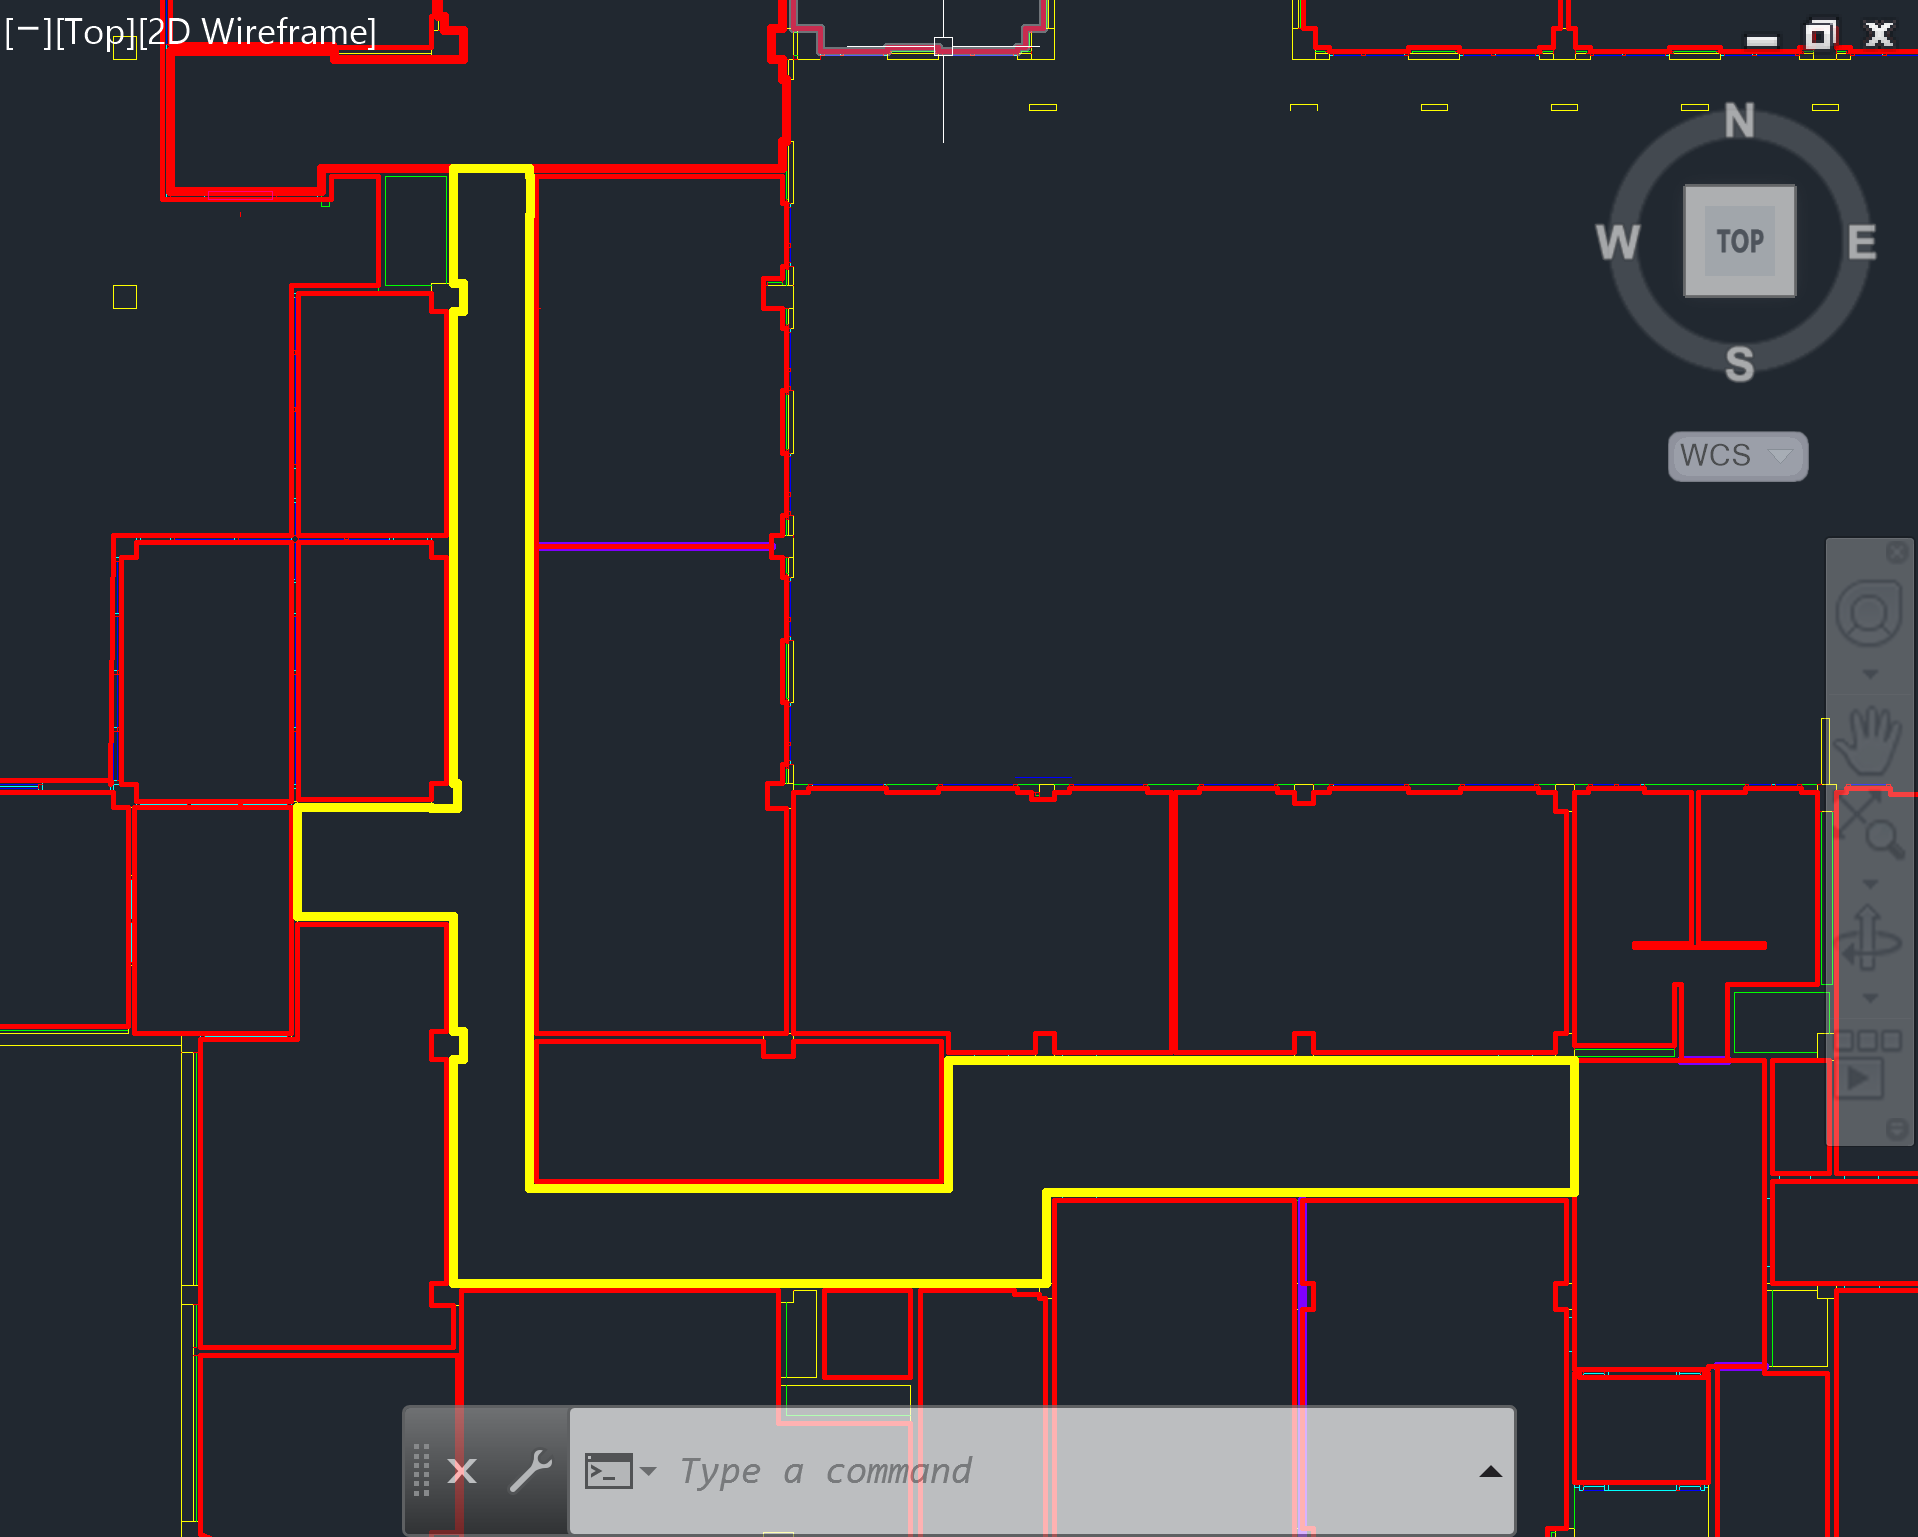 [−][Top][2D Wireframe]
N
W
TOP
E
S
WCS
Type a command